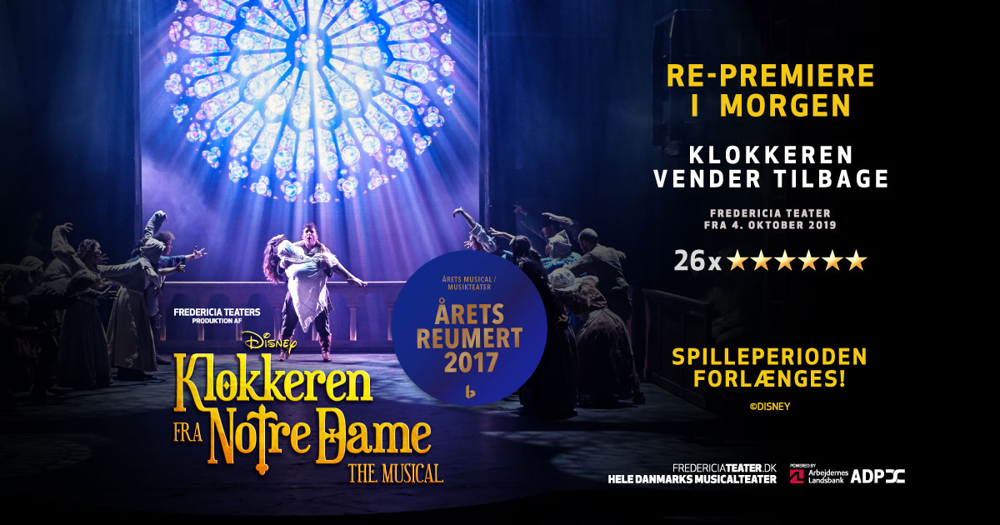 RE-PREMIERE
I MORGEN
KLOKKEREN
VENDER TILBAGE
FREDERICIA TEATER
FRA 4. OKTOBER 2019
26x
ÅRETS MUSICAL /
MUSIKTEATER
ÅRETS
REUMERT
2017
FREDERICIA TEATERS
PRODUKTION AF
Disney
Klokkeren
FRA Notre Dame
THE MUSICAL
SPILLEPERIODEN
FORLÆNGES!
©DISNEY
FREDERICIATEATER.DK
HELE DANMARKS MUSICALTEATER
POWERED BY
Arbejdernes
Landsbank
ADP